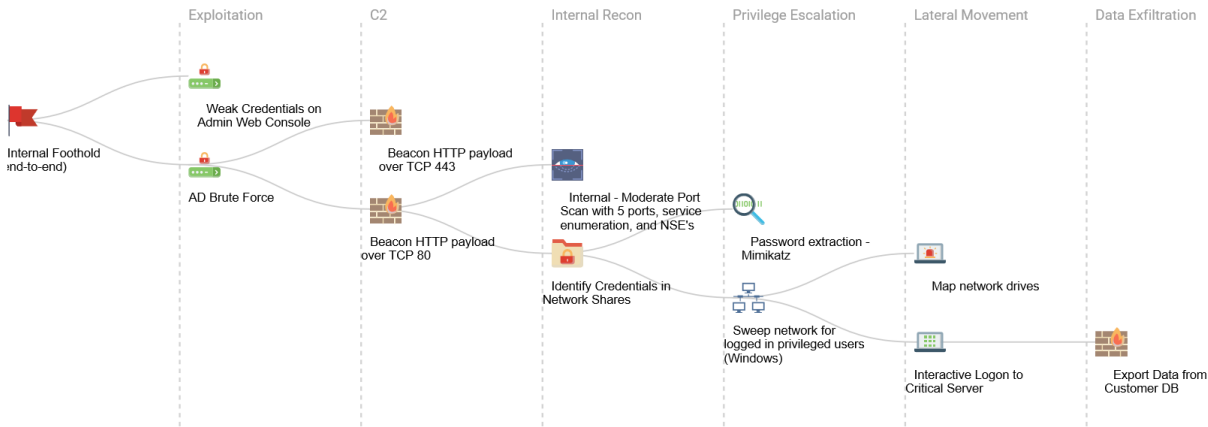 Exploitation
C2
Internal Recon
Privilege Escalation
Lateral Movement
Data Exfiltration
Internal Foothold
end-to-end)
Weak Credentials on
Admin Web Console
AD Brute Force
Beacon HTTP payload
over TCP 443
Beacon HTTP payload
over TCP 80
Internal - Moderate Port
Scan with 5 ports, service
enumeration, and NSE's
Identify Credentials in
Network Shares
Password extraction -
Mimikatz
Sweep network for
logged in privileged users
(Windows)
Map network drives
Interactive Logon to
Critical Server
Export Data from
Customer DB